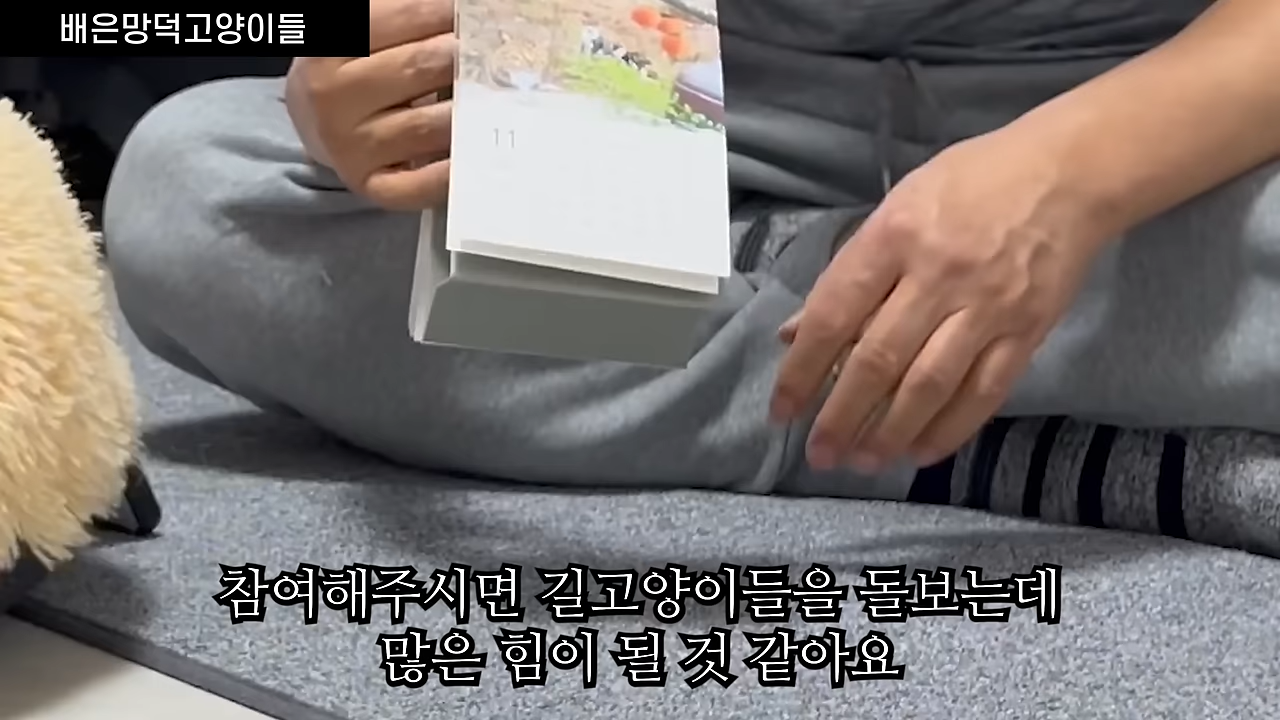 배은망덕고양이들
11
참여해주시면 길고양이들을 돌보는데
많은 힘이 될 것 같아요